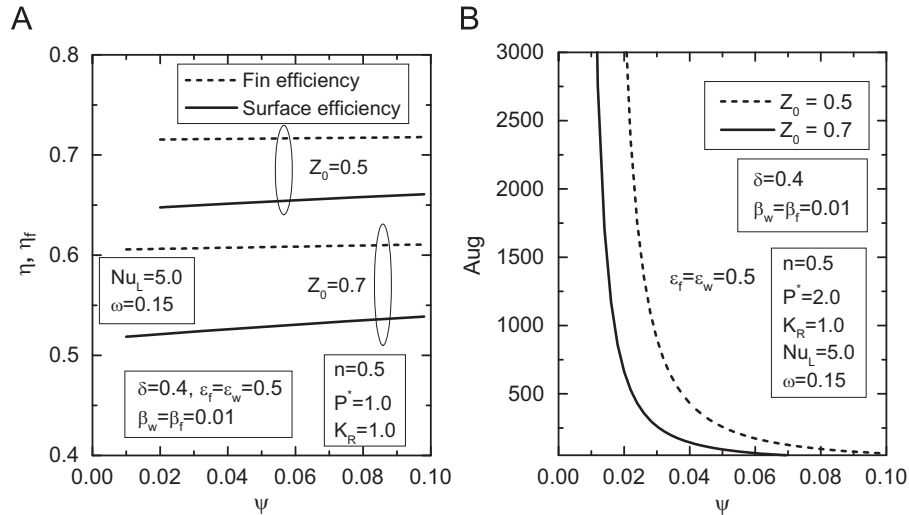 A
0.8
0.7
0.6
0.5
0.4
η, η_f
Fin efficiency
Surface efficiency
Z_0=0.5
Z_0=0.7
Nu_L=5.0
ω=0.15
δ=0.4, ε_f=ε_w=0.5
β_w=β_f=0.01
n=0.5
P^*=1.0
K_R=1.0
0.00 0.02 0.04 0.06 0.08 0.10
ψ
B
3000
2500
2000
1500
1000
500
Aug
Z_0 = 0.5
Z_0 = 0.7
δ=0.4
β_w=β_f=0.01
ε_f=ε_w=0.5
n=0.5
P^*=2.0
K_R=1.0
Nu_L=5.0
ω=0.15
0.00 0.02 0.04 0.06 0.08 0.10
ψ